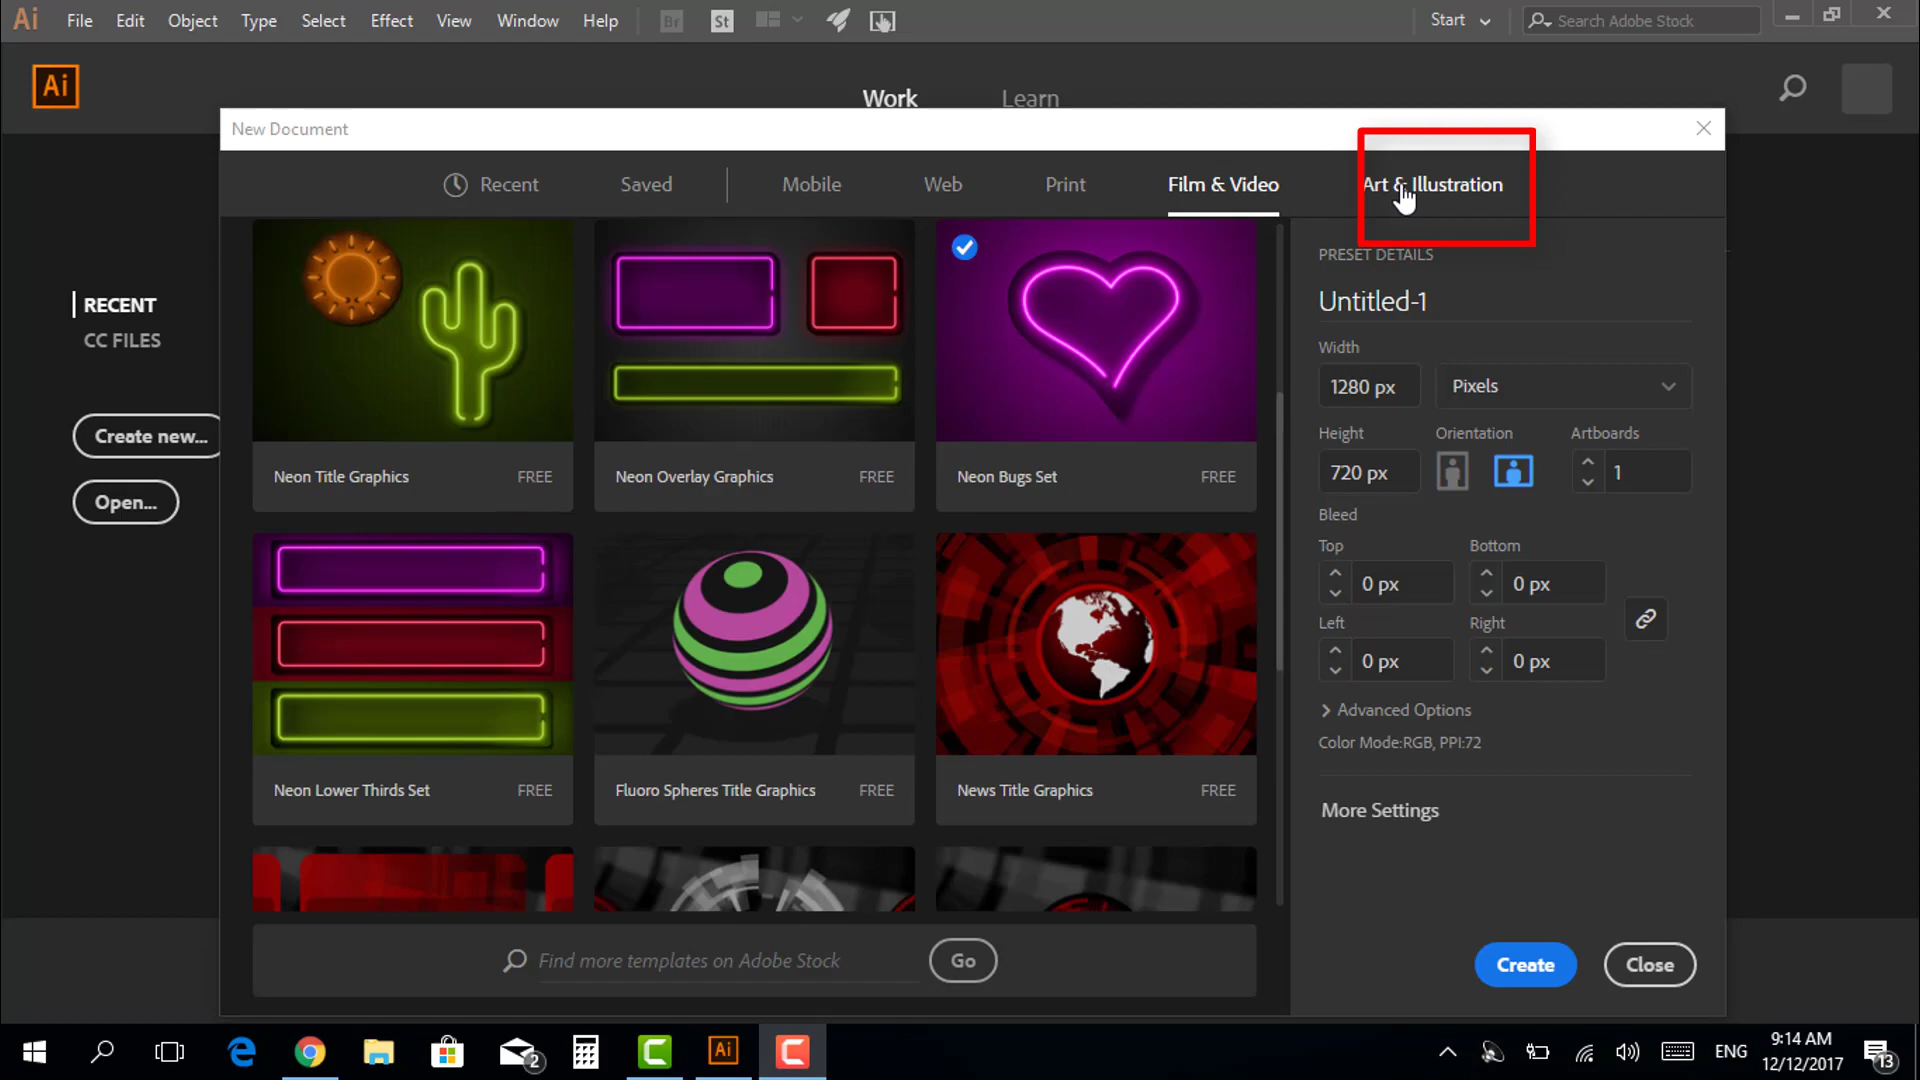 Ai File Edit Object Type Select Effect View Window Help Br St Start Search Adobe Stock
Ai
Work Learn
New Document
Recent Saved Mobile Web Print Film & Video Art & Illustration
RECENT
CC FILES
Create new...
Open...
Neon Title Graphics FREE
Neon Overlay Graphics FREE
Neon Bugs Set FREE
Neon Lower Thirds Set FREE
Fluoro Spheres Title Graphics FREE
News Title Graphics FREE
Find more templates on Adobe Stock Go
PRESET DETAILS
Untitled-1
Width
1280 px Pixels
Height Orientation Artboards
720 px 1
Bleed
Top Bottom
0 px 0 px
Left Right
0 px 0 px
Advanced Options
Color Mode:RGB, PPI:72
More Settings
Create Close
2 Ai ENG 9:14 AM
12/12/2017 13